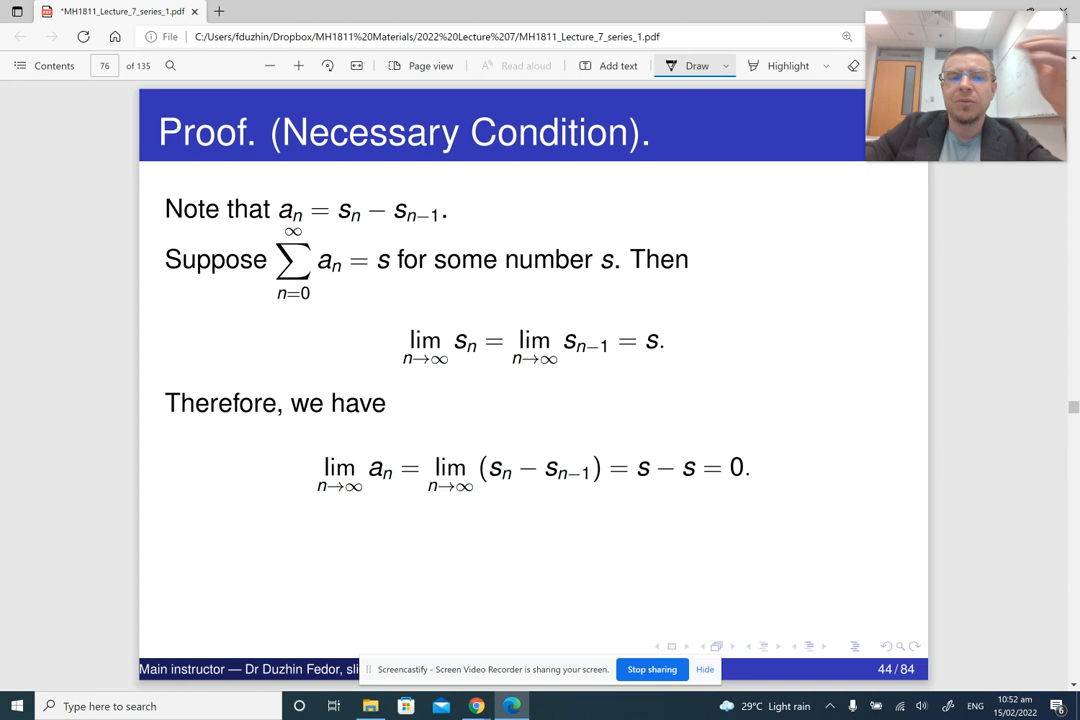 *MH1811_Lecture_7_series_1.pdf
File C:/Users/fduzhin/Dropbox/MH1811%20Materials/2022%20Lecture%207/MH1811_Lecture_7_series_1.pdf
Contents 76 of 135 Page view Read aloud Add text Draw Highlight
Proof. (Necessary Condition).
Note that aₙ = sₙ − sₙ₋₁.
Suppose ∑_{n=0}^{∞} aₙ = s for some number s. Then
lim_{n→∞} sₙ = lim_{n→∞} sₙ₋₁ = s.
Therefore, we have
lim_{n→∞} aₙ = lim_{n→∞} (sₙ − sₙ₋₁) = s − s = 0.
Main instructor — Dr Duzhin Fedor, sli 44 / 84
Screencastify - Screen Video Recorder is sharing your screen. Stop sharing Hide
Type here to search 29°C Light rain ENG 10:52 am
15/02/2022 6